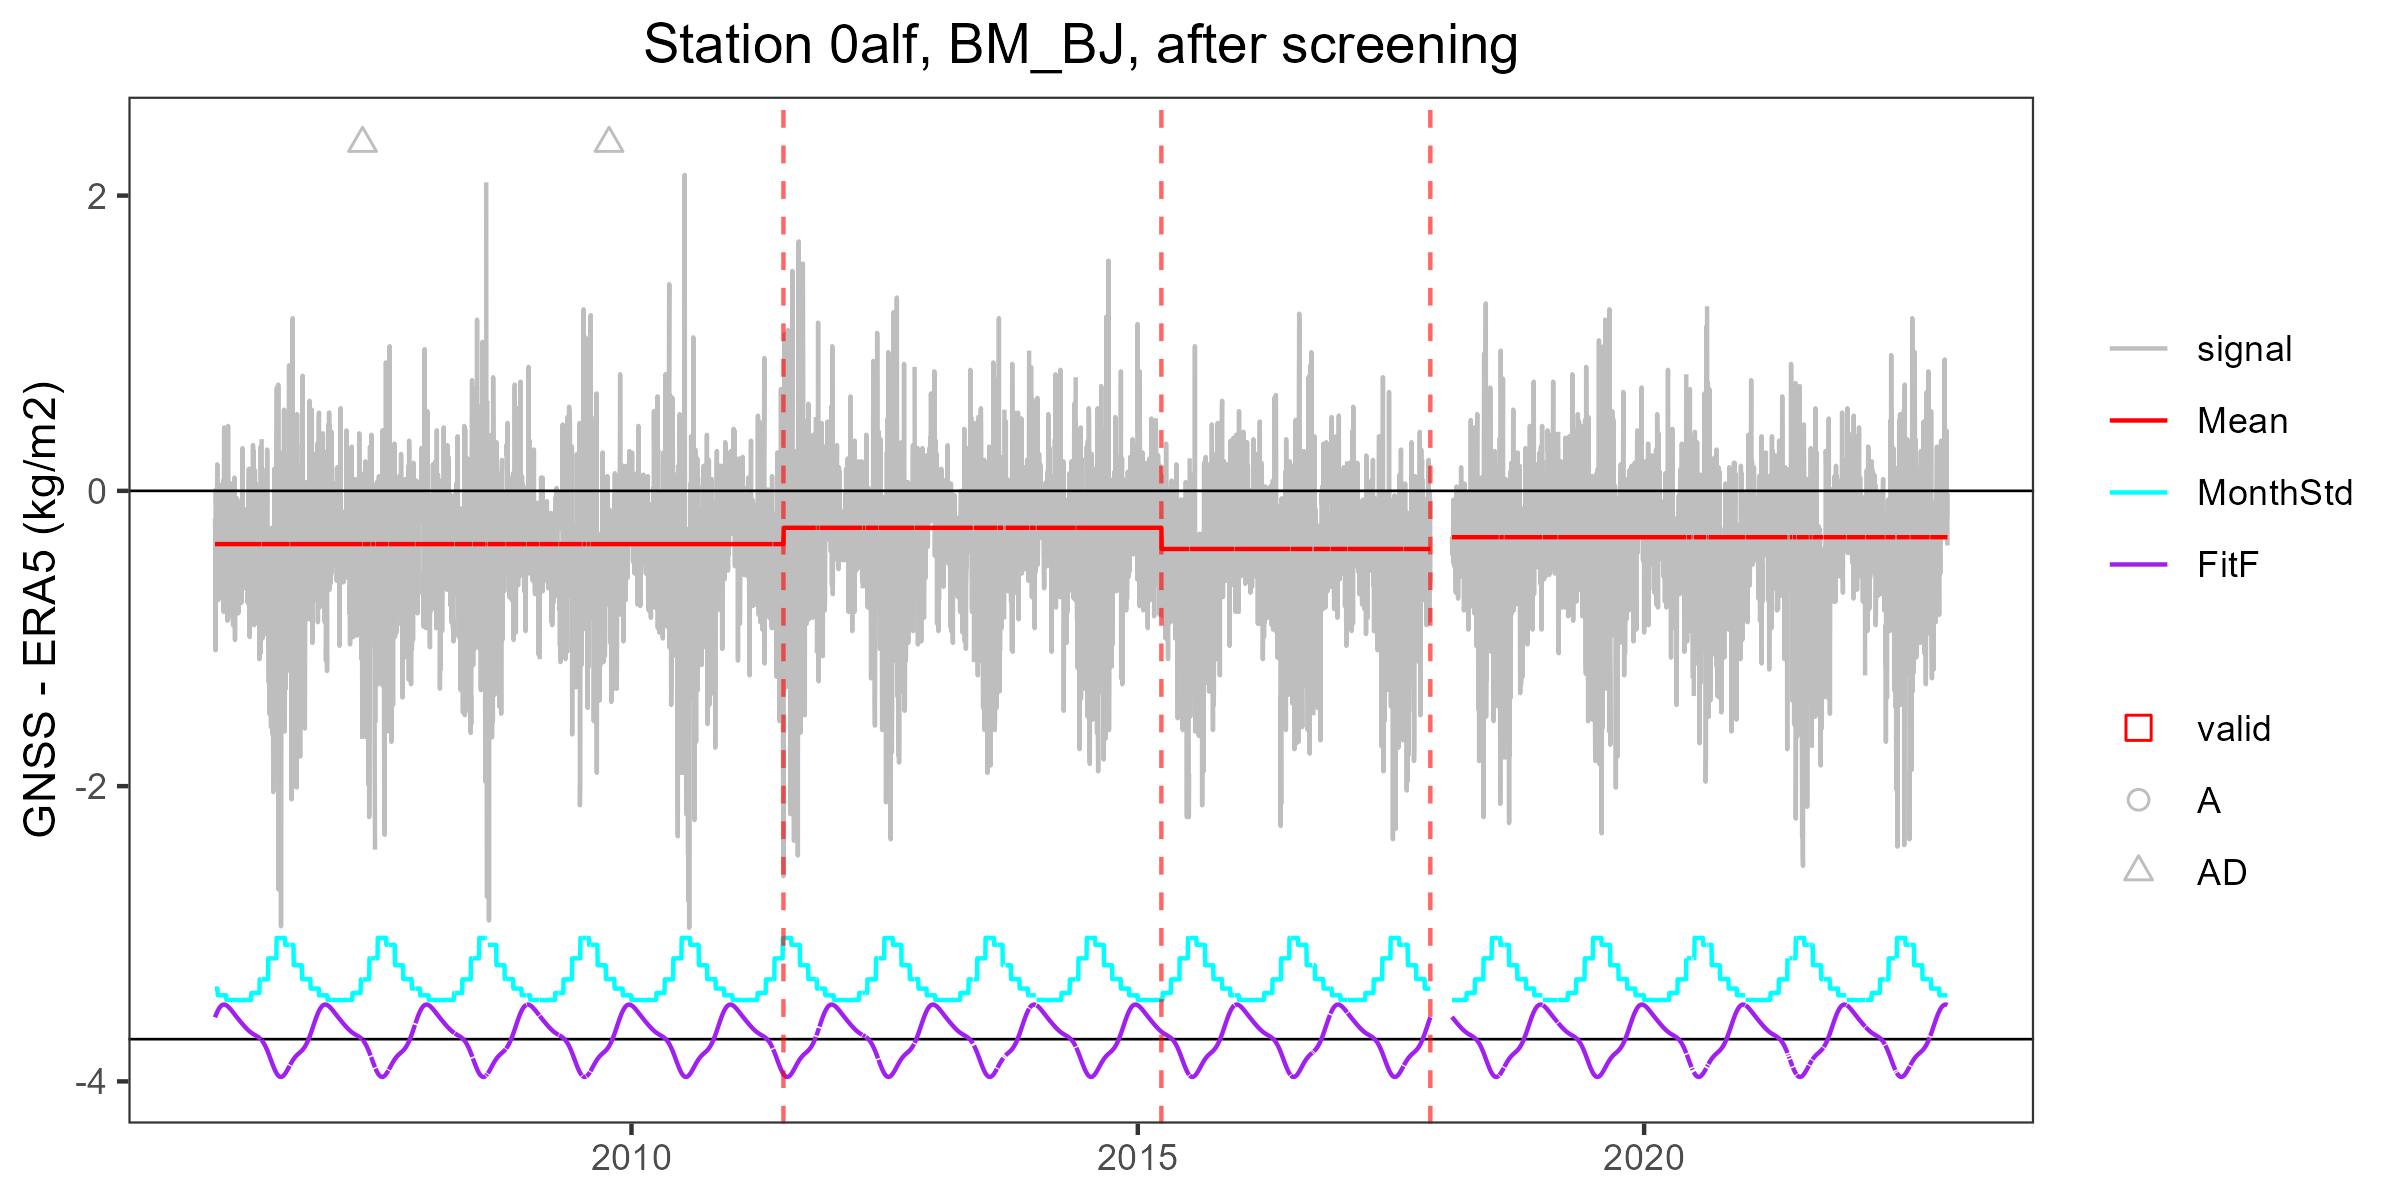 Station 0alf, BM_BJ, after screening
GNSS - ERA5 (kg/m2)
2
0
-2
-4
2010
2015
2020
signal
Mean
MonthStd
FitF
valid
A
AD